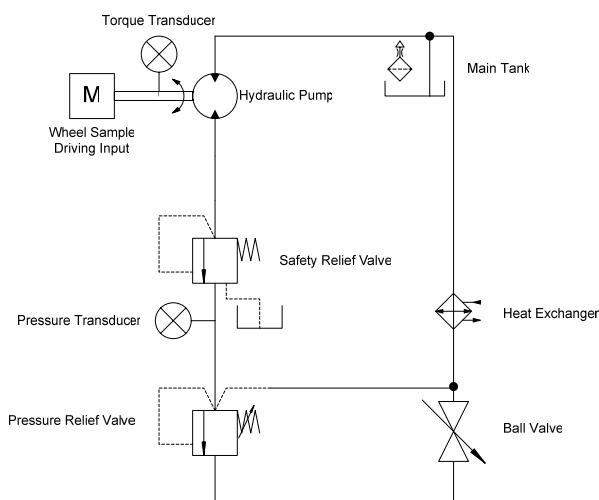 Torque Transducer
Main Tank
M
Hydraulic Pump
Wheel Sample
Driving Input
Safety Relief Valve
Pressure Transducer
Heat Exchanger
Pressure Relief Valve
Ball Valve